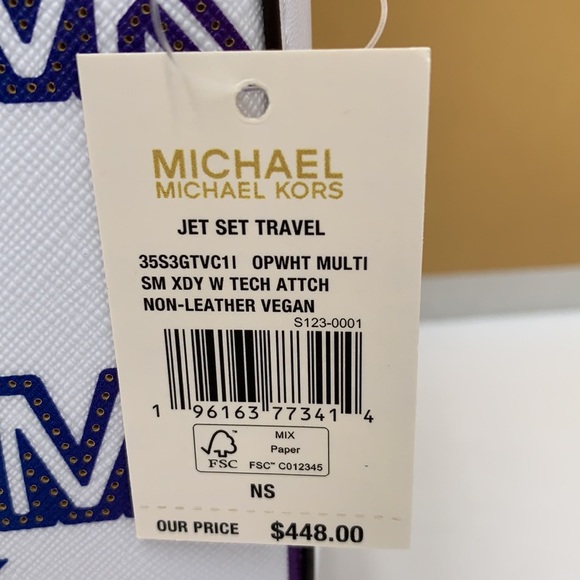 MICHAEL
MICHAEL KORS
JET SET TRAVEL
35S3GTVC1I OPWHT MULTI
SM XDY W TECH ATTCH
NON-LEATHER VEGAN
S123-0001
1 96163 77341 4
MIX
Paper
FSC
FSC™ C012345
NS
OUR PRICE $448.00